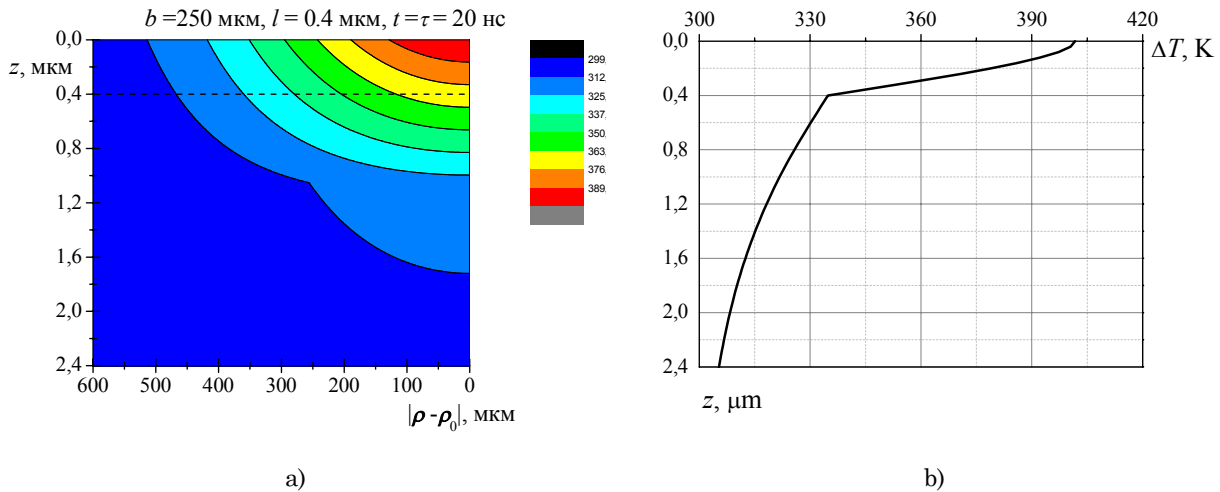 b =250 мкм, l = 0.4 мкм, t = τ = 20 нс
0,0
z, мкм
0,4
0,8
1,2
1,6
2,0
2,4
600 500 400 300 200 100 0
|ρ - ρ0|, мкм
299,
312,
325,
337,
350,
363,
376,
389,
a)
300 330 360 390 420
0,0
ΔT, K
0,4
0,8
1,2
1,6
2,0
2,4
z, μm
b)